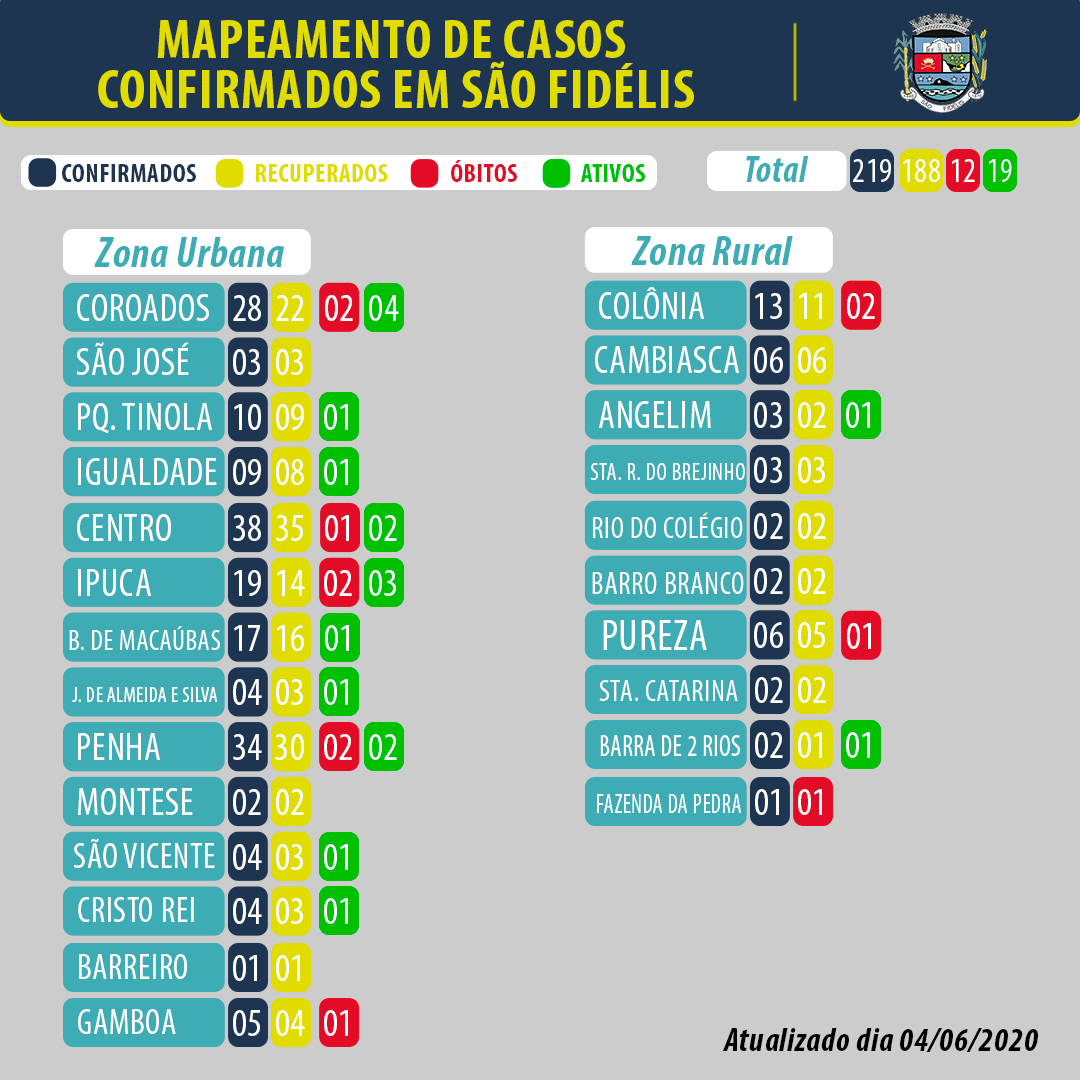 MAPEAMENTO DE CASOS
CONFIRMADOS EM SÃO FIDÉLIS
SÃO FIDÉLIS
CONFIRMADOS RECUPERADOS ÓBITOS ATIVOS
Total 219 188 12 19
Zona Urbana
COROADOS 28 22 02 04
SÃO JOSÉ 03 03
PQ. TINOLA 10 09 01
IGUALDADE 09 08 01
CENTRO 38 35 01 02
IPUCA 19 14 02 03
B. DE MACAÚBAS 17 16 01
J. DE ALMEIDA E SILVA 04 03 01
PENHA 34 30 02 02
MONTESE 02 02
SÃO VICENTE 04 03 01
CRISTO REI 04 03 01
BARREIRO 01 01
GAMBOA 05 04 01
Zona Rural
COLÔNIA 13 11 02
CAMBIASCA 06 06
ANGELIM 03 02 01
STA. R. DO BREJINHO 03 03
RIO DO COLÉGIO 02 02
BARRO BRANCO 02 02
PUREZA 06 05 01
STA. CATARINA 02 02
BARRA DE 2 RIOS 02 01 01
FAZENDA DA PEDRA 01 01
Atualizado dia 04/06/2020